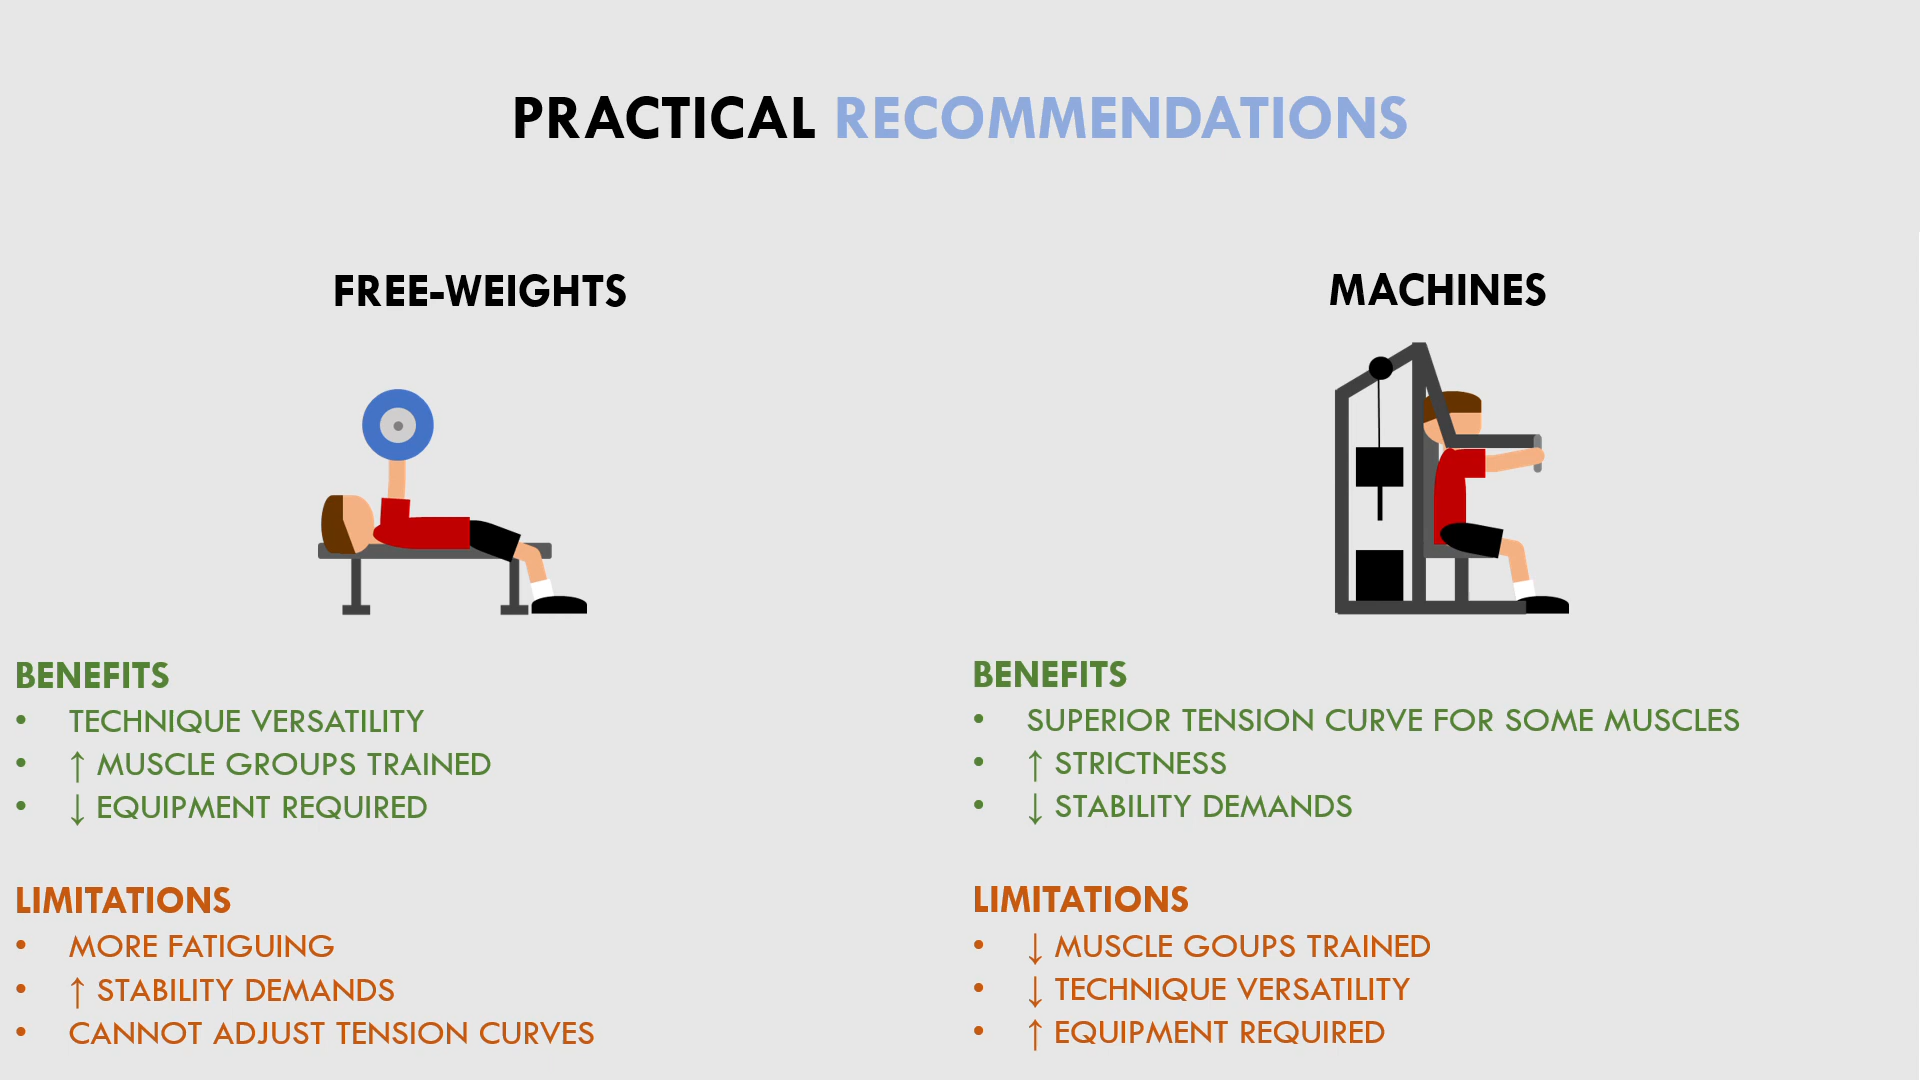 PRACTICAL RECOMMENDATIONS
FREE-WEIGHTS
BENEFITS
• TECHNIQUE VERSATILITY
• ↑ MUSCLE GROUPS TRAINED
• ↓ EQUIPMENT REQUIRED
LIMITATIONS
• MORE FATIGUING
• ↑ STABILITY DEMANDS
• CANNOT ADJUST TENSION CURVES
MACHINES
BENEFITS
• SUPERIOR TENSION CURVE FOR SOME MUSCLES
• ↑ STRICTNESS
• ↓ STABILITY DEMANDS
LIMITATIONS
• ↓ MUSCLE GOUPS TRAINED
• ↓ TECHNIQUE VERSATILITY
• ↑ EQUIPMENT REQUIRED